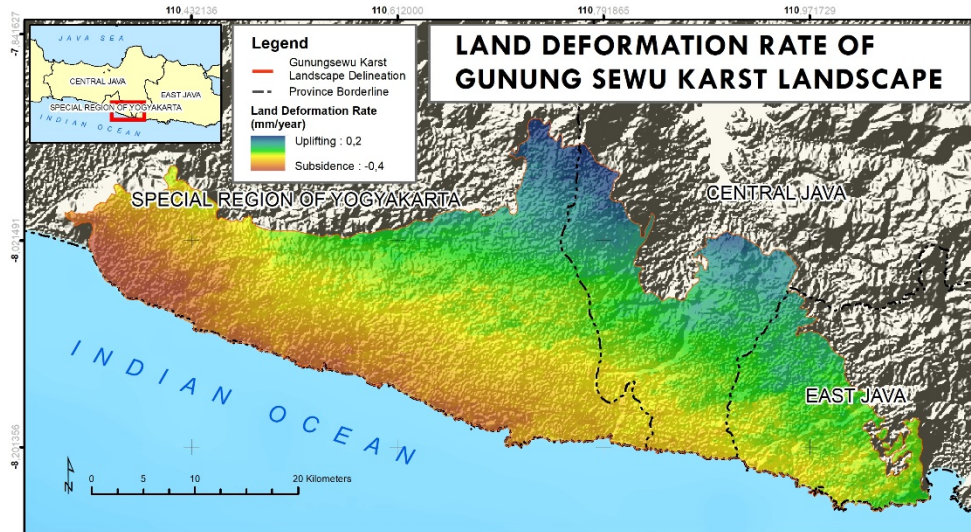 110.432136
110.612000
110.791865
110.971729
-7.841627
-8.021491
-8.201356
JAVA SEA
CENTRAL JAVA
EAST JAVA
SPECIAL REGION OF YOGYAKARTA
INDIAN OCEAN
Legend
Gunungsewu Karst
Landscape Delineation
Province Borderline
Land Deformation Rate
(mm/year)
Uplifting : 0,2
Subsidence : -0,4
LAND DEFORMATION RATE OF
GUNUNG SEWU KARST LANDSCAPE
SPECIAL REGION OF YOGYAKARTA
CENTRAL JAVA
EAST JAVA
INDIAN OCEAN
N
0 5 10 20 Kilometers